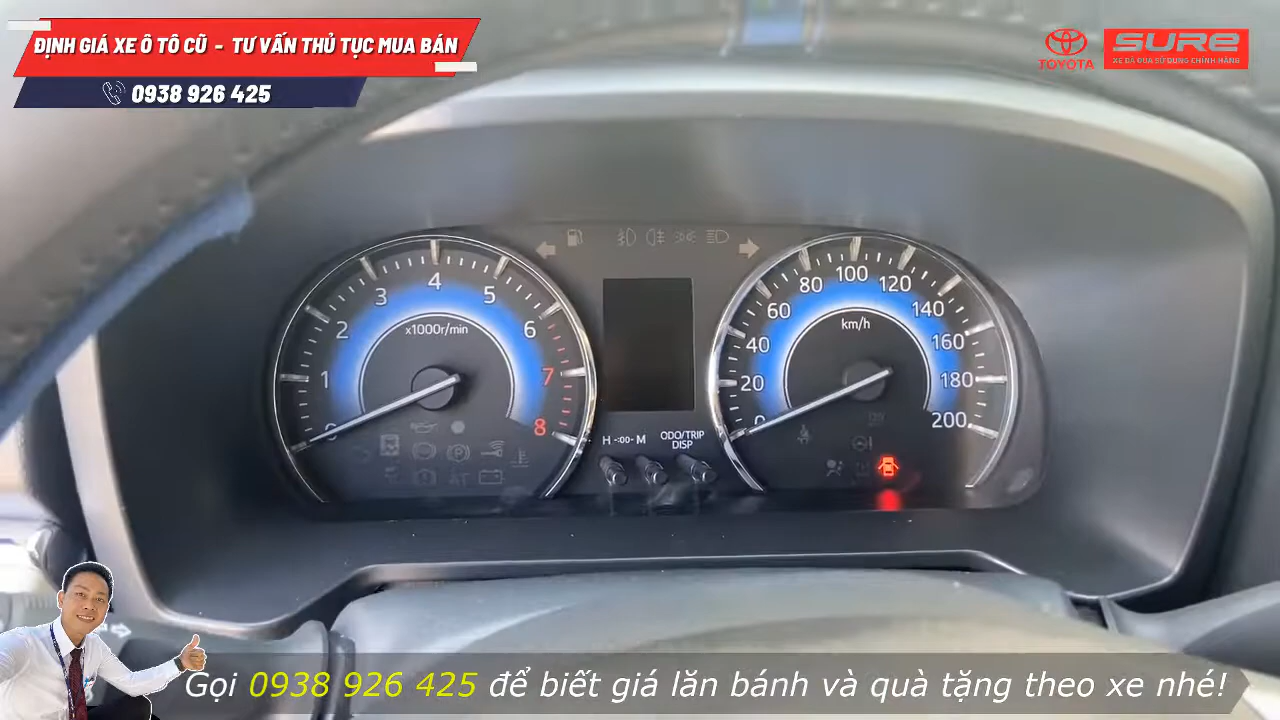 ĐỊNH GIÁ XE Ô TÔ CŨ - TƯ VẤN THỦ TỤC MUA BÁN
0938 926 425
TOYOTA
SURE
XE ĐÃ QUA SỬ DỤNG CHÍNH HÃNG
0 1 2 3 4 5 6 7 8
x1000r/min
0 20 40 60 80 100 120 140 160 180 200
km/h
H -:00- M
ODO/TRIP
DISP
Gọi 0938 926 425 để biết giá lăn bánh và quà tặng theo xe nhé!